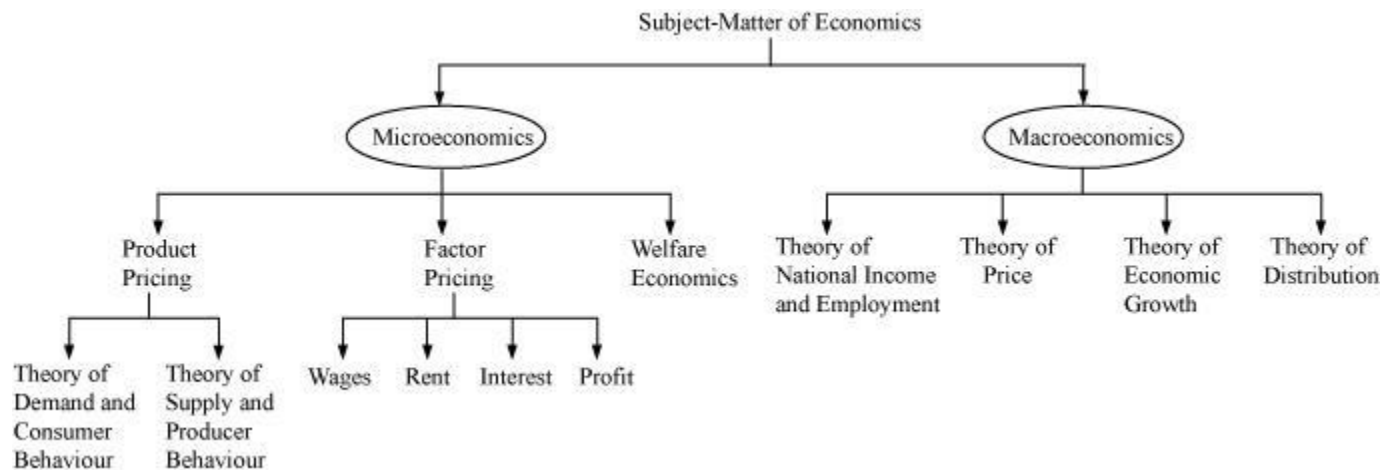 Subject-Matter of Economics
Microeconomics
Macroeconomics
Product
Pricing
Factor
Pricing
Welfare
Economics
Theory of
National Income
and Employment
Theory of
Price
Theory of
Economic
Growth
Theory of
Distribution
Theory of
Demand and
Consumer
Behaviour
Theory of
Supply and
Producer
Behaviour
Wages
Rent
Interest
Profit